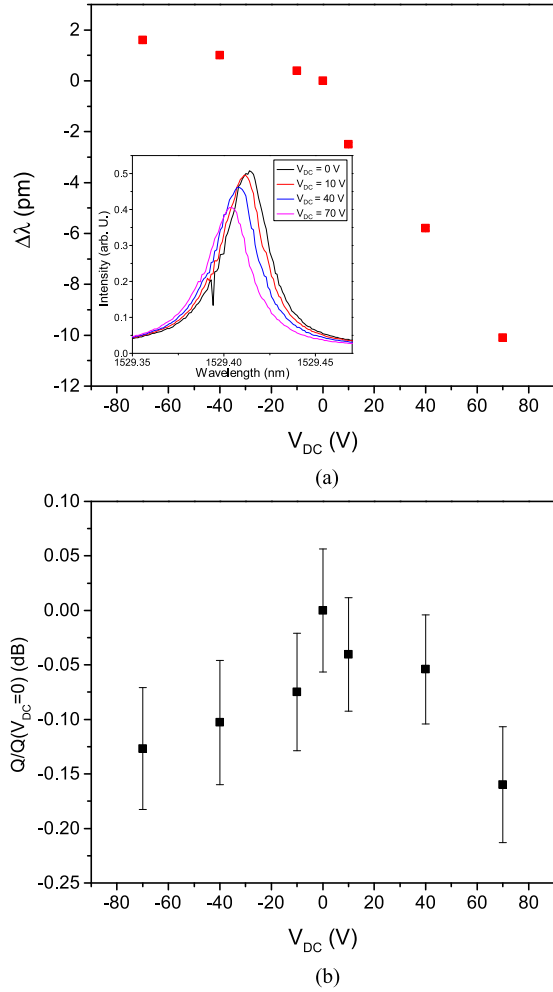 2
0
-2
-4
-6
-8
-10
-12
Δλ (pm)
0.5
0.4
0.3
0.2
0.1
0.0
Intensity (arb. U.)
V_DC = 0 V
V_DC = 10 V
V_DC = 40 V
V_DC = 70 V
1529.35 1529.40 1529.45
Wavelength (nm)
-80 -60 -40 -20 0 20 40 60 80
V_DC (V)
(a)
0.10
0.05
0.00
-0.05
-0.10
-0.15
-0.20
-0.25
Q/Q(V_DC=0) (dB)
-80 -60 -40 -20 0 20 40 60 80
V_DC (V)
(b)